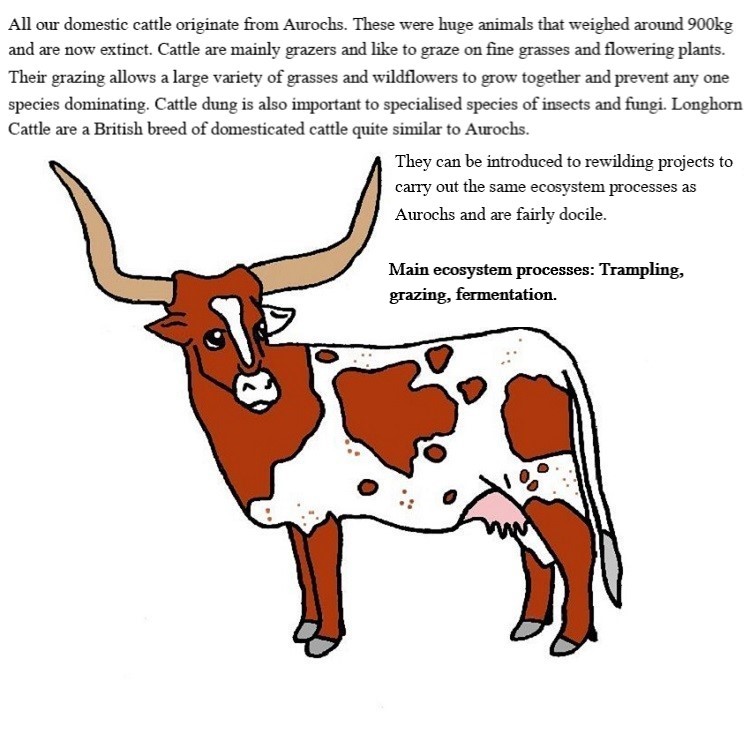 All our domestic cattle originate from Aurochs. These were huge animals that weighed around 900kg
and are now extinct. Cattle are mainly grazers and like to graze on fine grasses and flowering plants.
Their grazing allows a large variety of grasses and wildflowers to grow together and prevent any one
species dominating. Cattle dung is also important to specialised species of insects and fungi. Longhorn
Cattle are a British breed of domesticated cattle quite similar to Aurochs.
They can be introduced to rewilding projects to
carry out the same ecosystem processes as
Aurochs and are fairly docile.
Main ecosystem processes: Trampling,
grazing, fermentation.